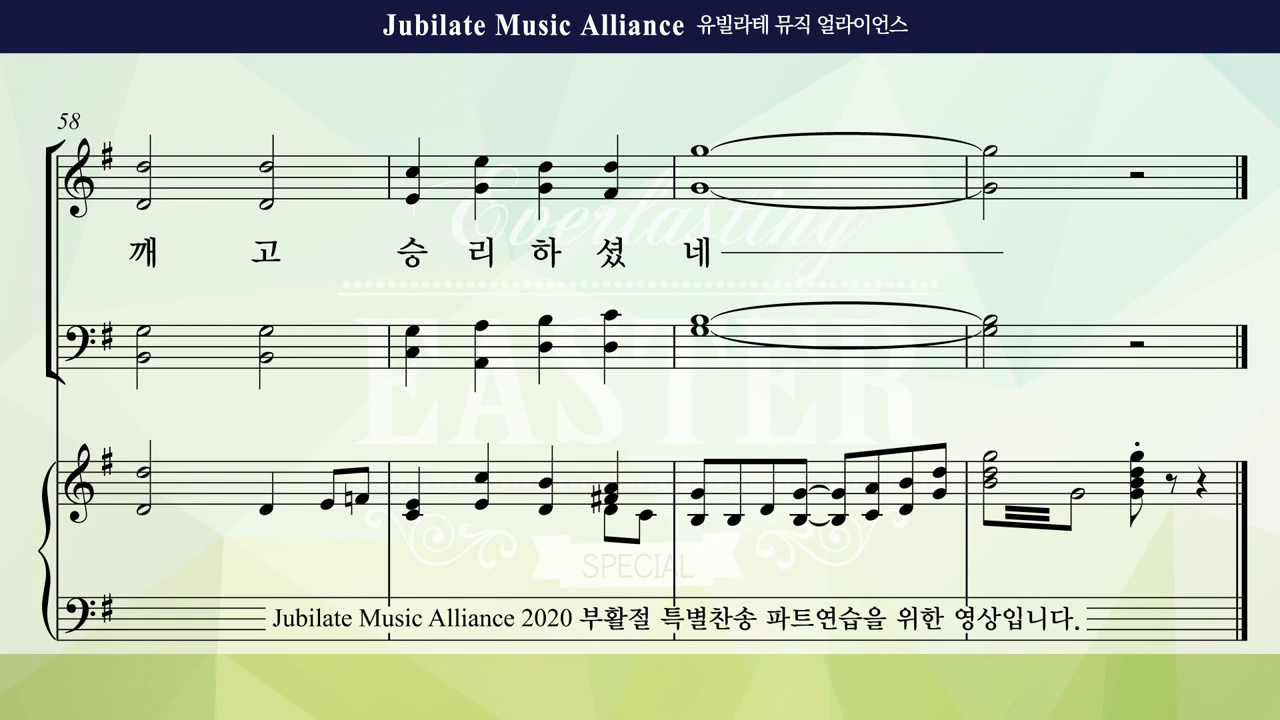 Jubilate Music Alliance 유빌라테 뮤직 얼라이언스
58
깨 고 승 리 하 셨 네
Everlasting
EASTER
SPECIAL
Jubilate Music Alliance 2020 부활절 특별찬송 파트연습을 위한 영상입니다.